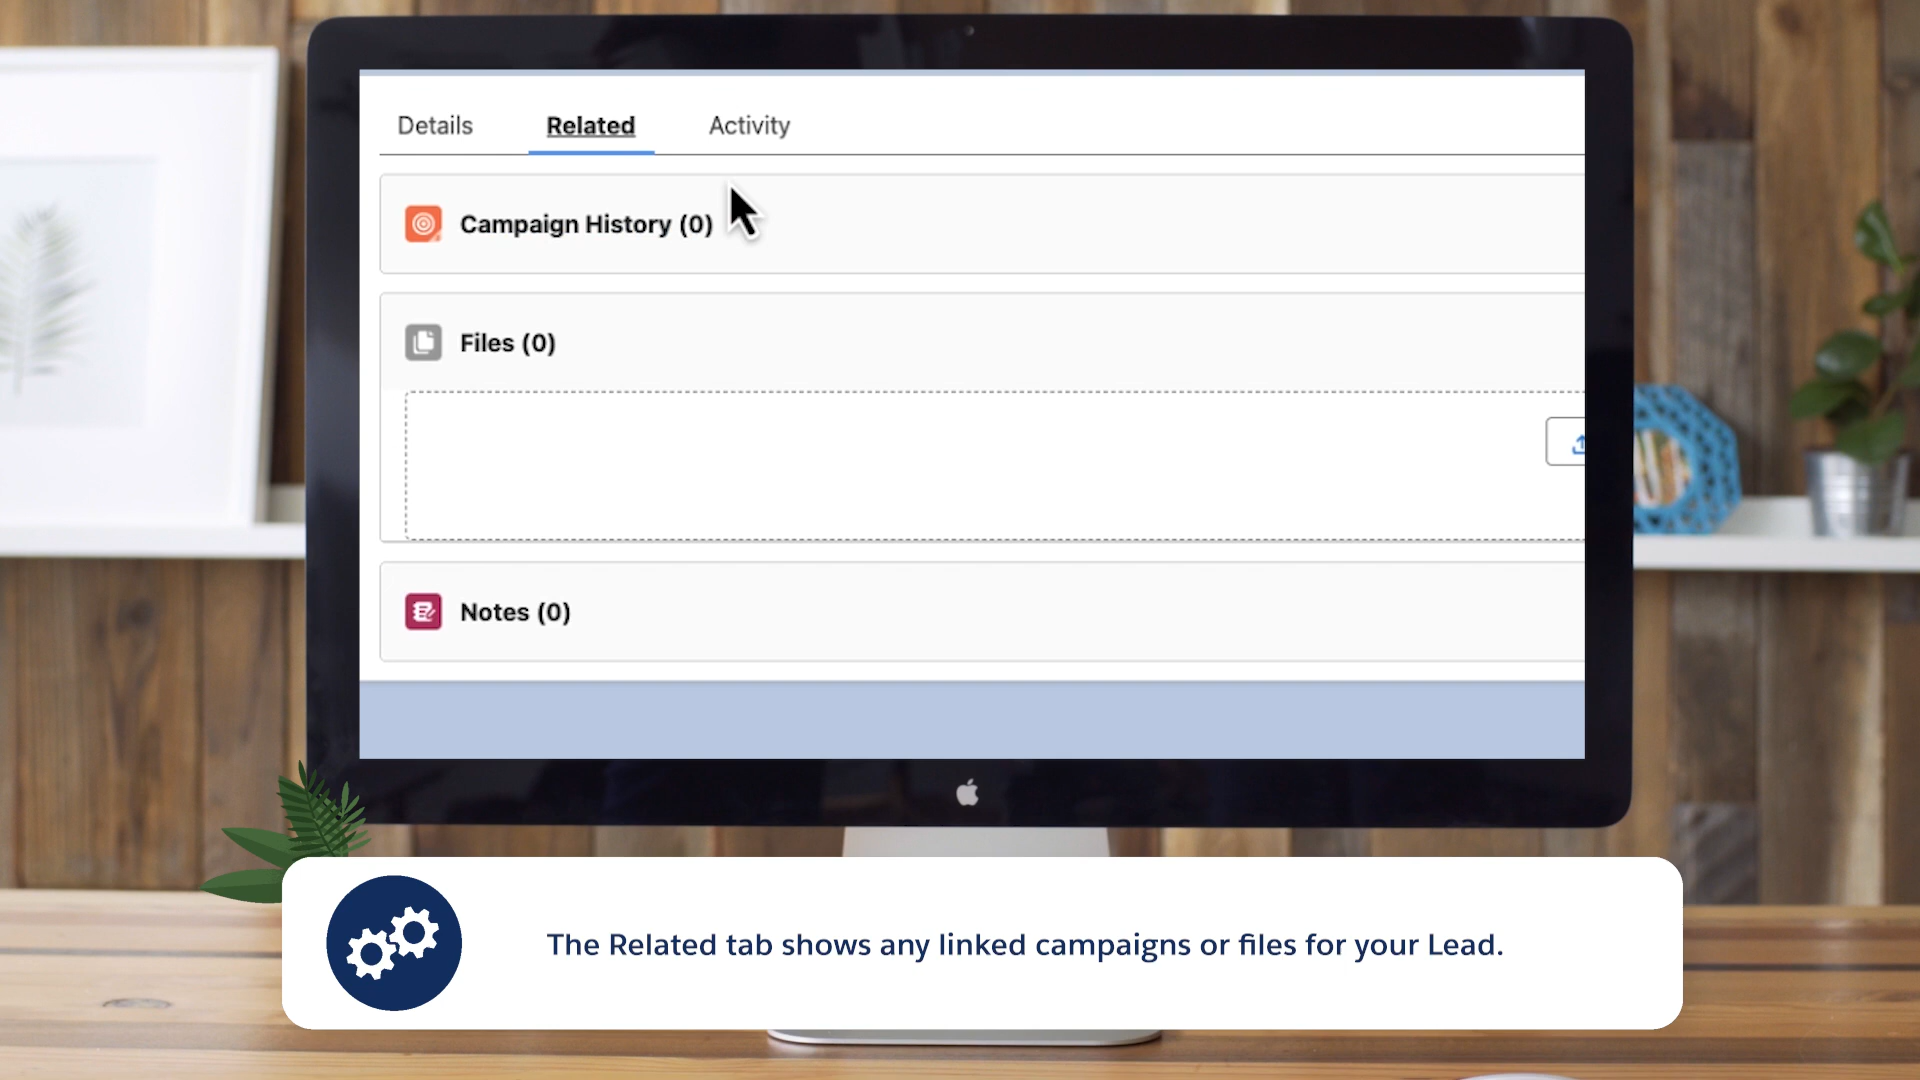 Details Related Activity
Campaign History (0)
Files (0)
Notes (0)
The Related tab shows any linked campaigns or files for your Lead.